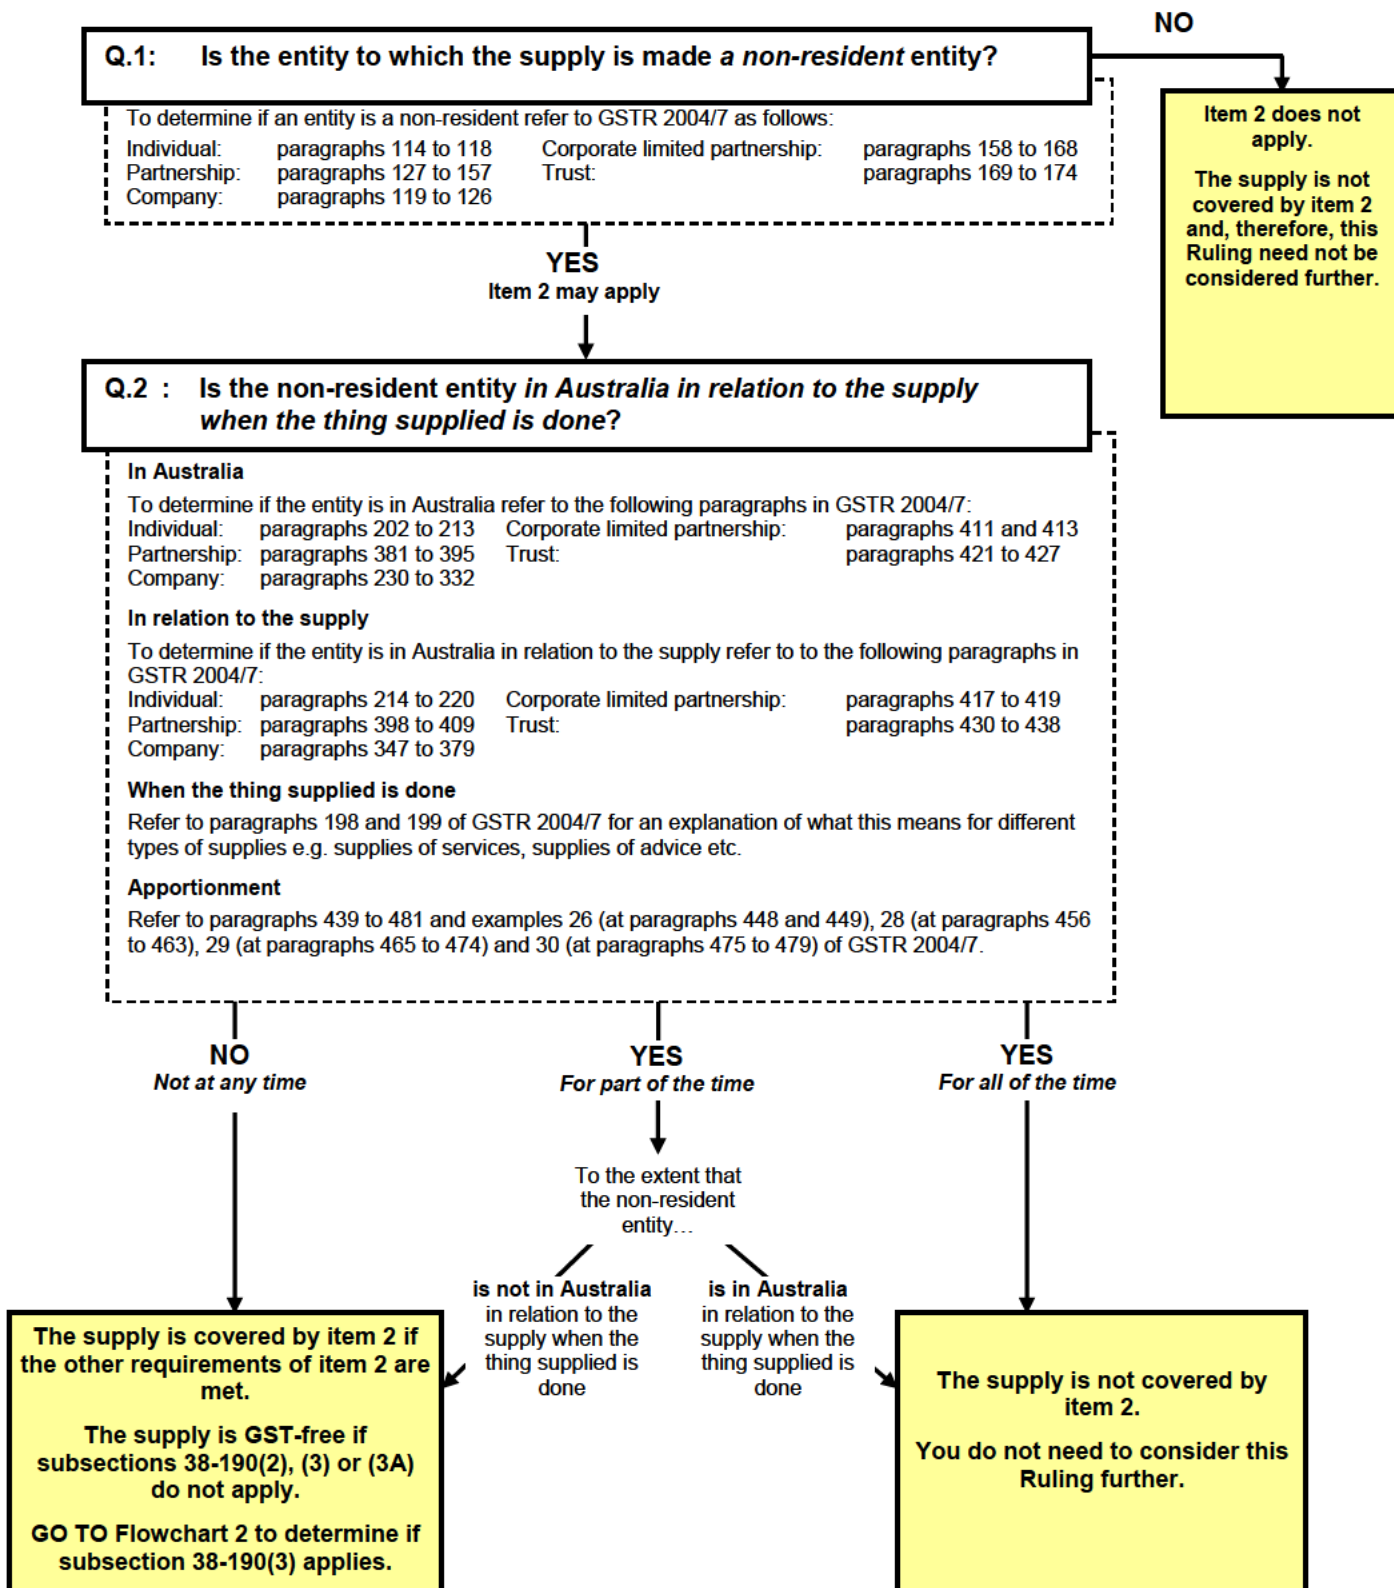 NO
Q.1: Is the entity to which the supply is made a non-resident entity?
To determine if an entity is a non-resident refer to GSTR 2004/7 as follows:
Individual: paragraphs 114 to 118 Corporate limited partnership: paragraphs 158 to 168
Partnership: paragraphs 127 to 157 Trust: paragraphs 169 to 174
Company: paragraphs 119 to 126
Item 2 does not
apply.
The supply is not
covered by item 2
and, therefore, this
Ruling need not be
considered further.
YES
Item 2 may apply
Q.2 : Is the non-resident entity in Australia in relation to the supply
when the thing supplied is done?
In Australia
To determine if the entity is in Australia refer to the following paragraphs in GSTR 2004/7:
Individual: paragraphs 202 to 213 Corporate limited partnership: paragraphs 411 and 413
Partnership: paragraphs 381 to 395 Trust: paragraphs 421 to 427
Company: paragraphs 230 to 332
In relation to the supply
To determine if the entity is in Australia in relation to the supply refer to to the following paragraphs in
GSTR 2004/7:
Individual: paragraphs 214 to 220 Corporate limited partnership: paragraphs 417 to 419
Partnership: paragraphs 398 to 409 Trust: paragraphs 430 to 438
Company: paragraphs 347 to 379
When the thing supplied is done
Refer to paragraphs 198 and 199 of GSTR 2004/7 for an explanation of what this means for different
types of supplies e.g. supplies of services, supplies of advice etc.
Apportionment
Refer to paragraphs 439 to 481 and examples 26 (at paragraphs 448 and 449), 28 (at paragraphs 456
to 463), 29 (at paragraphs 465 to 474) and 30 (at paragraphs 475 to 479) of GSTR 2004/7.
NO
Not at any time
YES
For part of the time
YES
For all of the time
To the extent that
the non-resident
entity…
is not in Australia
in relation to the
supply when the
thing supplied is
done
is in Australia
in relation to the
supply when the
thing supplied is
done
The supply is covered by item 2 if
the other requirements of item 2 are
met.
The supply is GST-free if
subsections 38-190(2), (3) or (3A)
do not apply.
GO TO Flowchart 2 to determine if
subsection 38-190(3) applies.
The supply is not covered by
item 2.
You do not need to consider this
Ruling further.